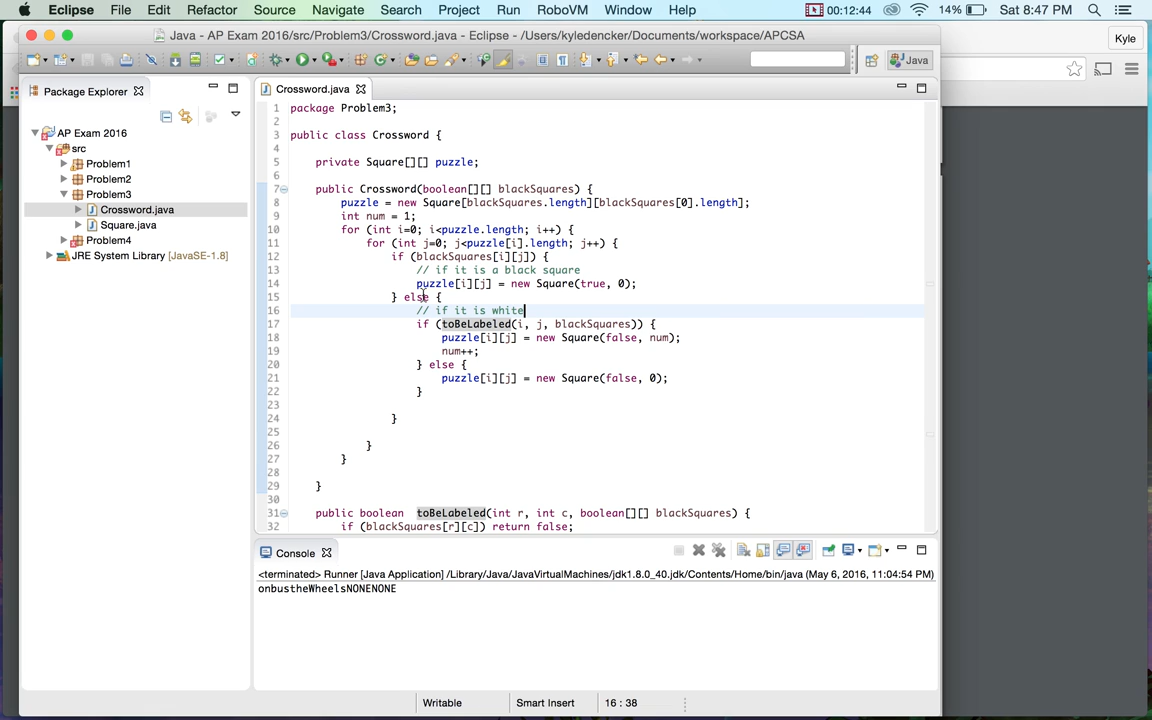 Eclipse File Edit Refactor Source Navigate Search Project Run RoboVM Window Help 00:12:44 14% Sat 8:47 PM
Java - AP Exam 2016/src/Problem3/Crossword.java - Eclipse - /Users/kyledencker/Documents/workspace/APCSA
Kyle
Java
Package Explorer
AP Exam 2016
src
Problem1
Problem2
Problem3
Crossword.java
Square.java
Problem4
JRE System Library [JavaSE-1.8]
Crossword.java
1 package Problem3;
2
3 public class Crossword {
4
5 private Square[][] puzzle;
6
7 public Crossword(boolean[][] blackSquares) {
8 puzzle = new Square[blackSquares.length][blackSquares[0].length];
9 int num = 1;
10 for (int i=0; i<puzzle.length; i++) {
11 for (int j=0; j<puzzle[i].length; j++) {
12 if (blackSquares[i][j]) {
13 // if it is a black square
14 puzzle[i][j] = new Square(true, 0);
15 } else {
16 // if it is white
17 if (toBeLabeled(i, j, blackSquares)) {
18 puzzle[i][j] = new Square(false, num);
19 num++;
20 } else {
21 puzzle[i][j] = new Square(false, 0);
22 }
23
24 }
25
26 }
27 }
28
29 }
30
31 public boolean toBeLabeled(int r, int c, boolean[][] blackSquares) {
32 if (blackSquares[r][c]) return false;
Console
<terminated> Runner [Java Application] /Library/Java/JavaVirtualMachines/jdk1.8.0_40.jdk/Contents/Home/bin/java (May 6, 2016, 11:04:54 PM)
onbustheWheelsNONENONE
Writable Smart Insert 16 : 38